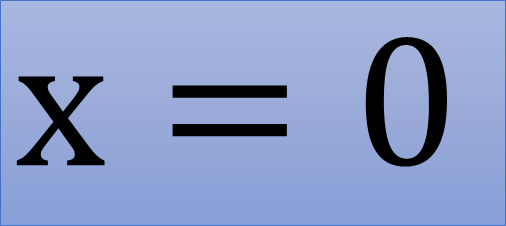 x = 0